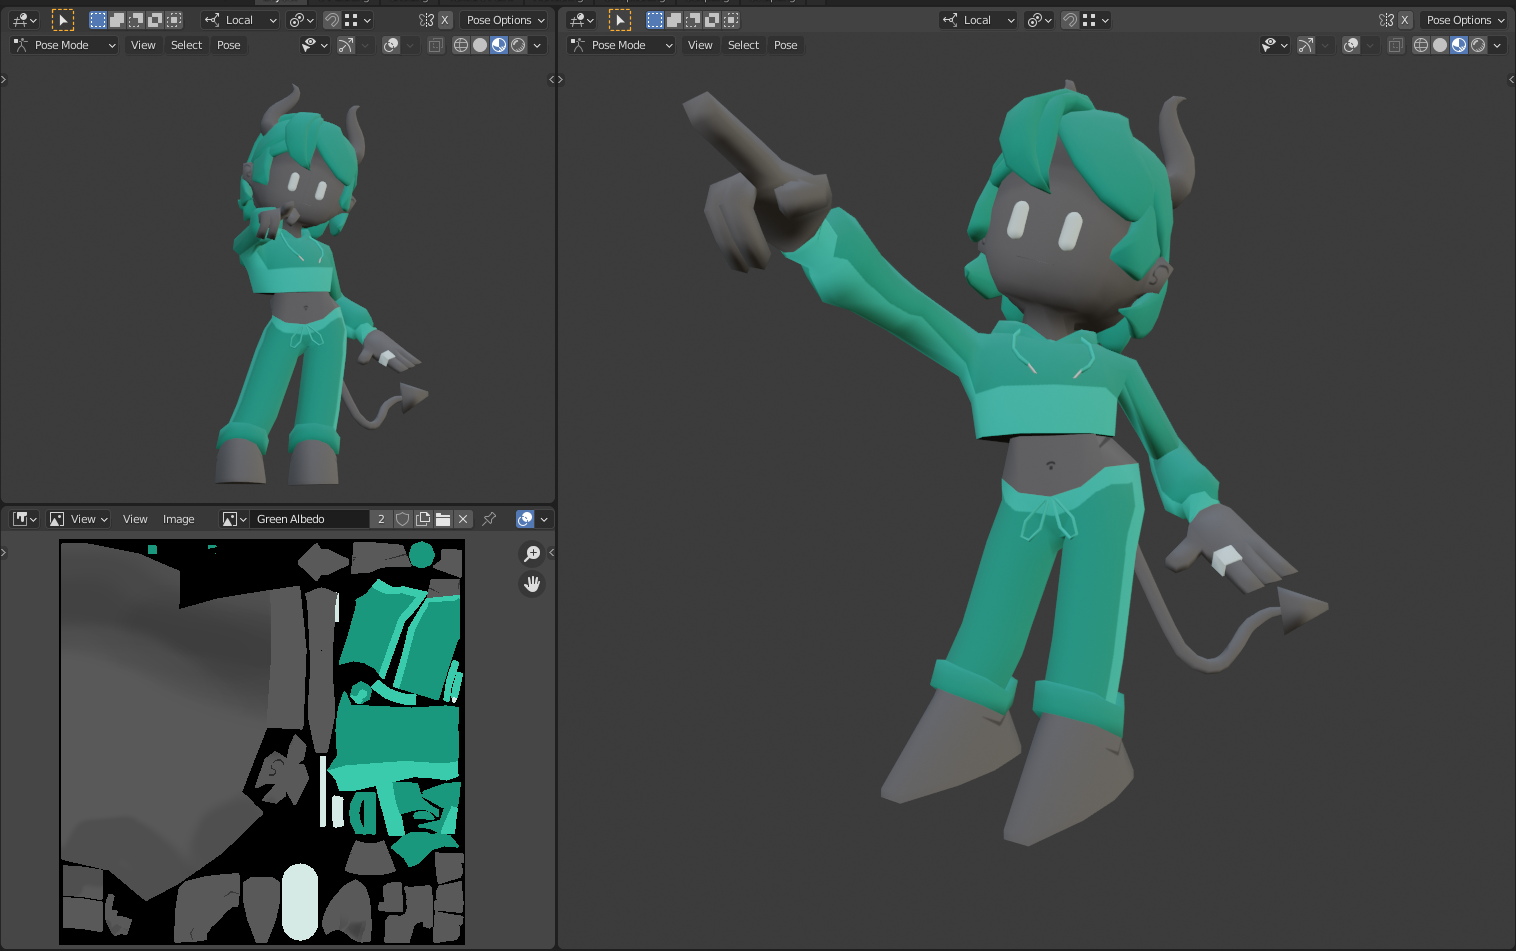 Local
X
Pose Options
Pose Mode
View
Select
Pose
Local
X
Pose Options
Pose Mode
View
Select
Pose
View
View
Image
Green Albedo
2